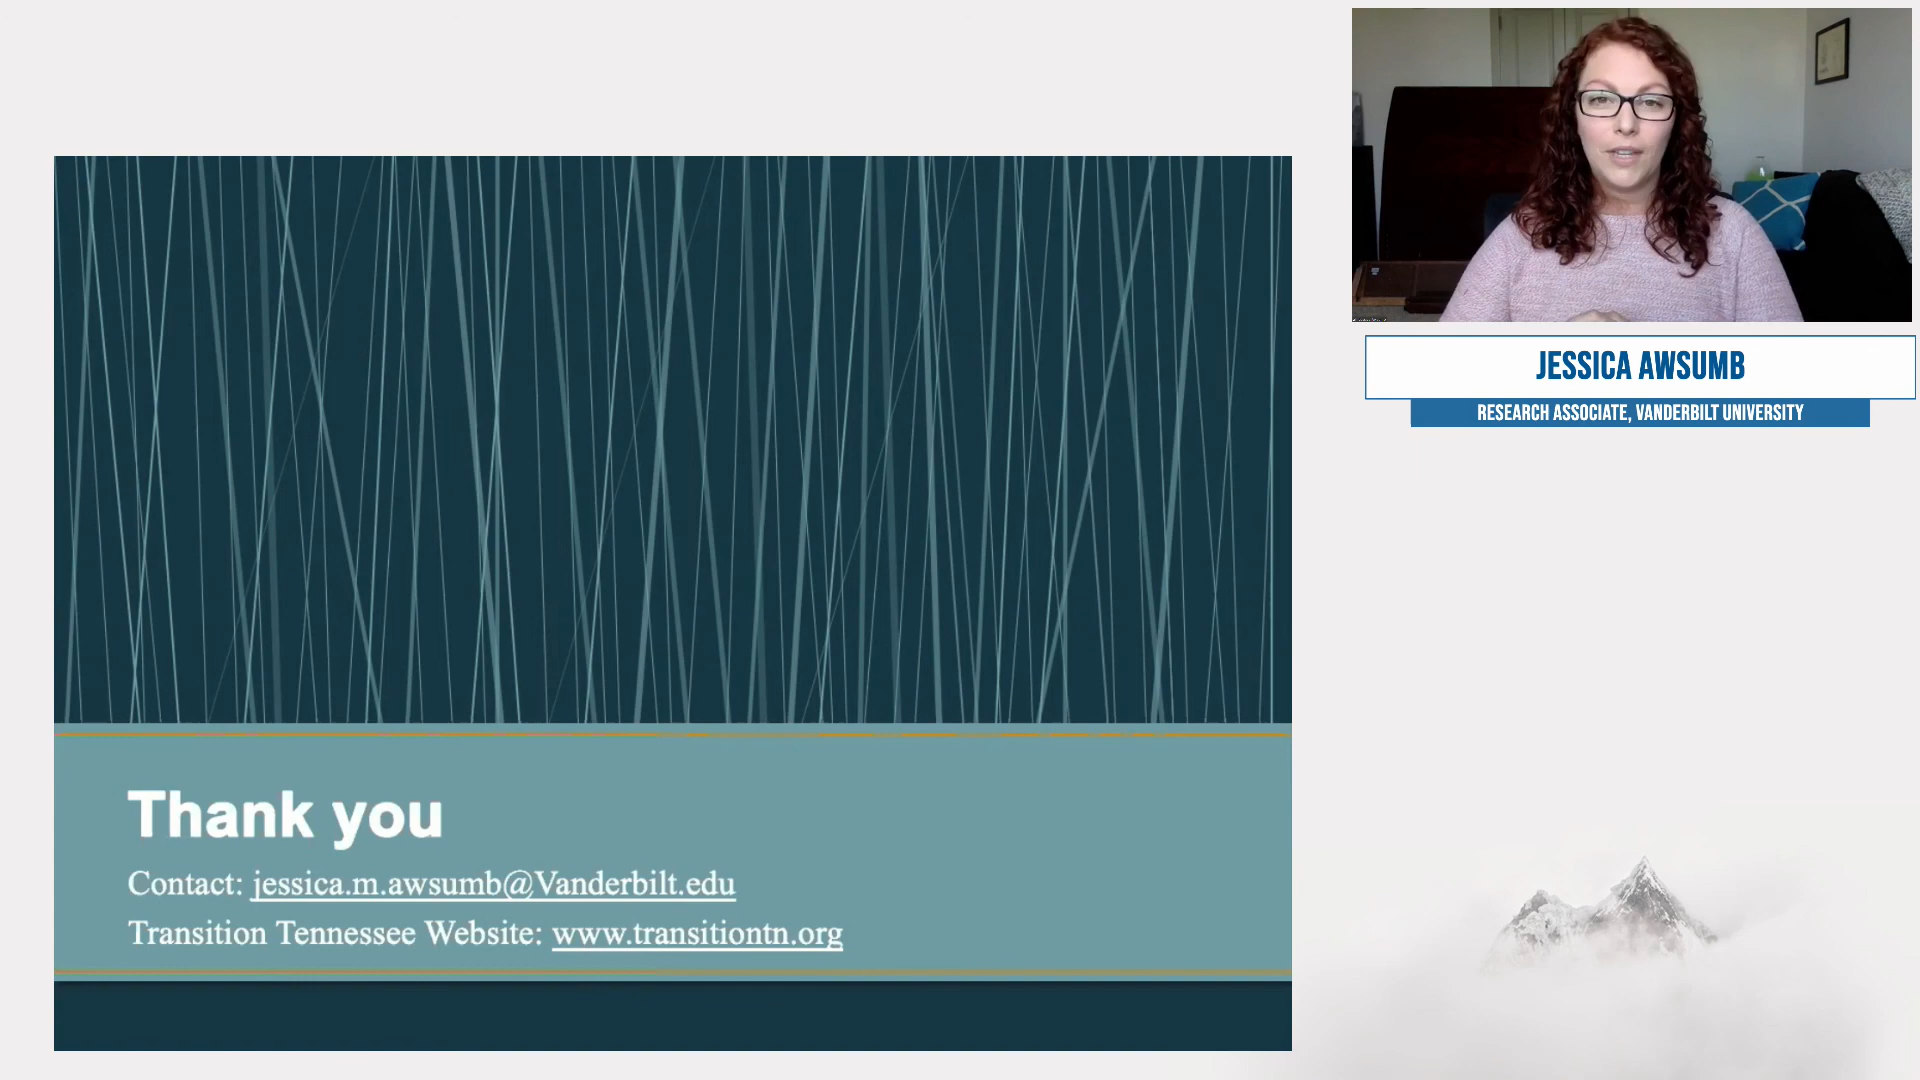 JESSICA AWSUMB
RESEARCH ASSOCIATE, VANDERBILT UNIVERSITY
Thank you
Contact: jessica.m.awsumb@Vanderbilt.edu
Transition Tennessee Website: www.transitiontn.org